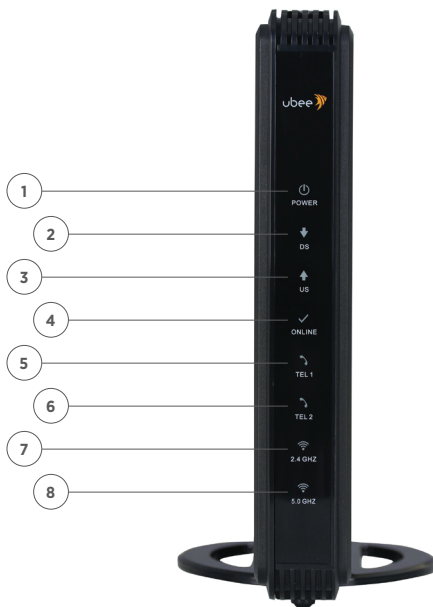 ubee
1
POWER
2
DS
3
US
4
ONLINE
5
TEL 1
6
TEL 2
7
2.4 GHZ
8
5.0 GHZ